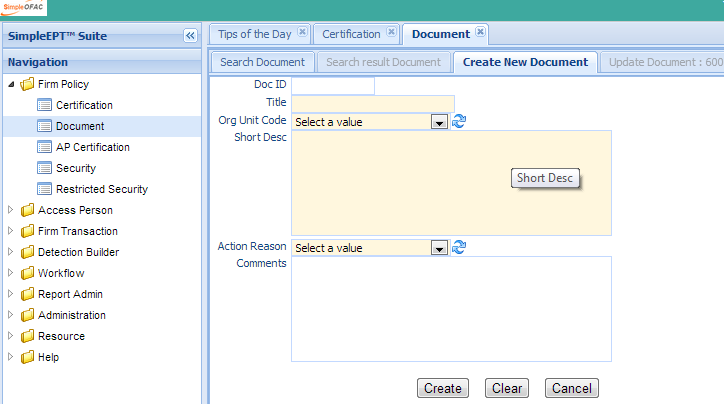 SimpleOFAC
SimpleEPT™ Suite
Navigation
Firm Policy
Certification
Document
AP Certification
Security
Restricted Security
Access Person
Firm Transaction
Detection Builder
Workflow
Report Admin
Administration
Resource
Help
Tips of the Day
Certification
Document
Search Document
Search result Document
Create New Document
Update Document : 600
Doc ID
Title
Org Unit Code
Select a value
Short Desc
Short Desc
Action Reason
Select a value
Comments
Create
Clear
Cancel